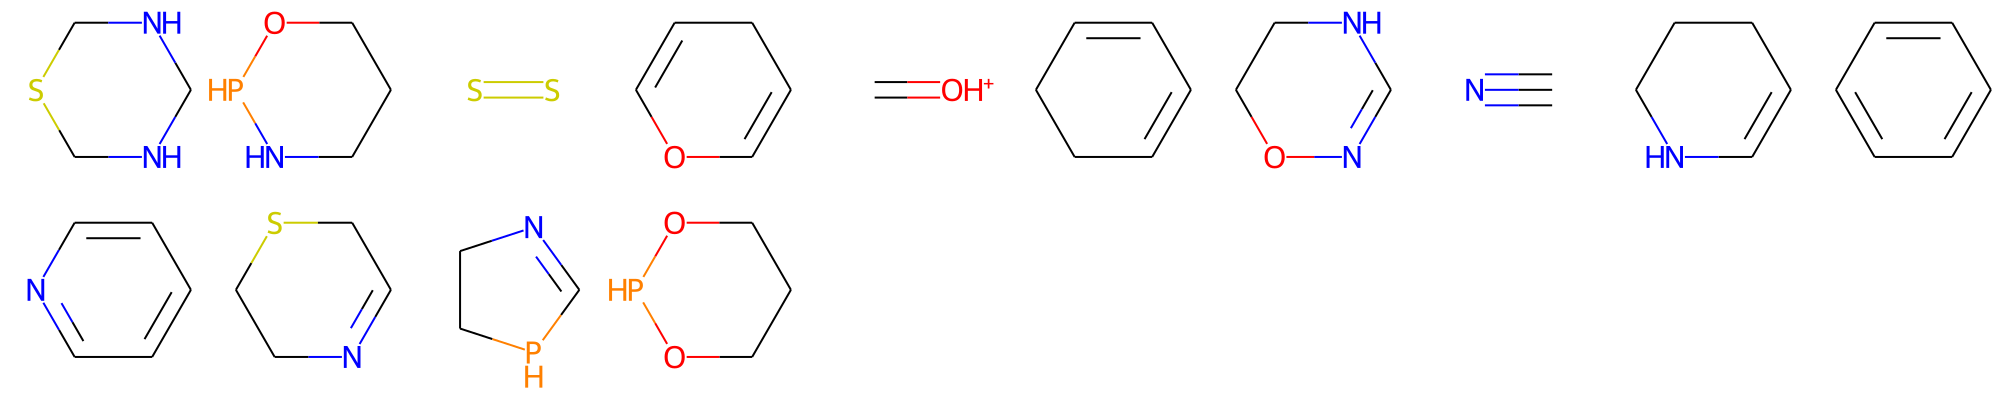 NH O NH
S HP S S OH+ N
NH HN O O N HN
S N O
N HP
N P O
H